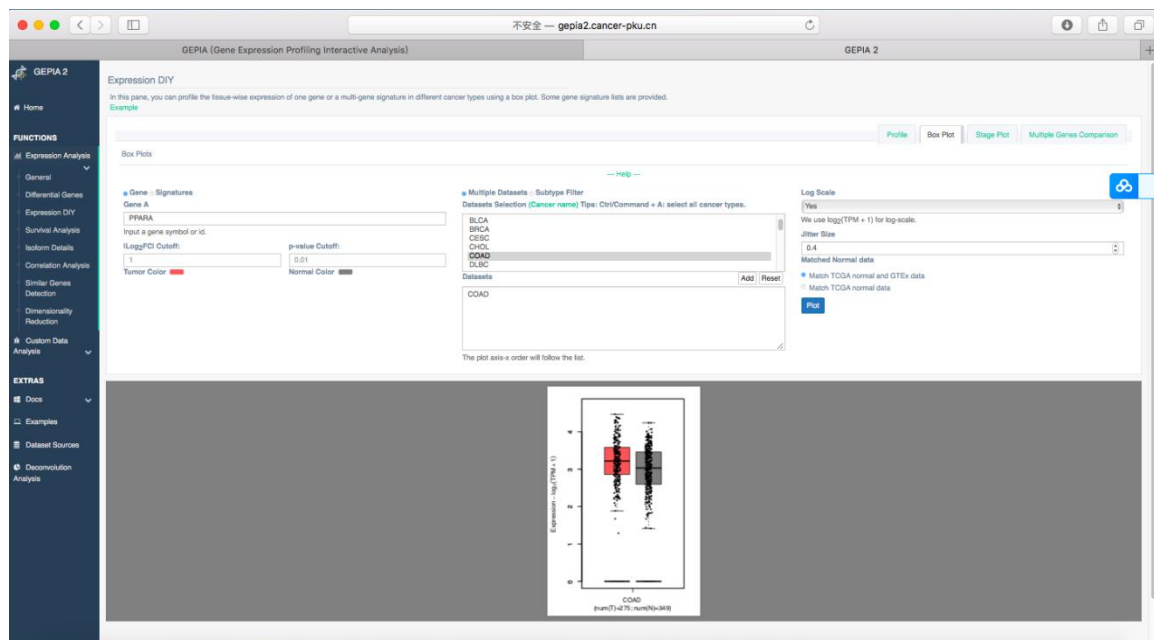 不安全 — gepia2.cancer-pku.cn
GEPIA (Gene Expression Profiling Interactive Analysis)
GEPIA 2
GEPIA 2
Home
FUNCTIONS
Expression Analysis
General
Differential Genes
Expression DIY
Survival Analysis
Isoform Details
Correlation Analysis
Similar Genes
Detection
Dimensionality
Reduction
Custom Data
Analysis
EXTRAS
Docs
Examples
Dataset Sources
Deconvolution
Analysis
Expression DIY
In this pane, you can profile the tissue-wise expression of one gene or a multi-gene signature in different cancer types using a box plot. Some gene signature lists are provided.
Example
Profile
Box Plot
Stage Plot
Multiple Genes Comparison
Box Plots
— Help —
Gene Signatures
Gene A
PPARA
Input a gene symbol or id.
|Log₂FC| Cutoff:
1
p-value Cutoff:
0.01
Tumor Color
Normal Color
Multiple Datasets Subtype Filter
Datasets Selection (Cancer name) Tips: Ctrl/Command + A: select all cancer types.
BLCA
BRCA
CESC
CHOL
COAD
DLBC
Datasets
Add Reset
COAD
The plot axis-x order will follow the list.
Log Scale
Yes
We use log₂(TPM + 1) for log-scale.
Jitter Size
0.4
Matched Normal data
Match TCGA normal and GTEx data
Match TCGA normal data
Plot
Expression − log₂(TPM + 1)
4
3
2
1
0
COAD
(num(T)=275; num(N)=349)